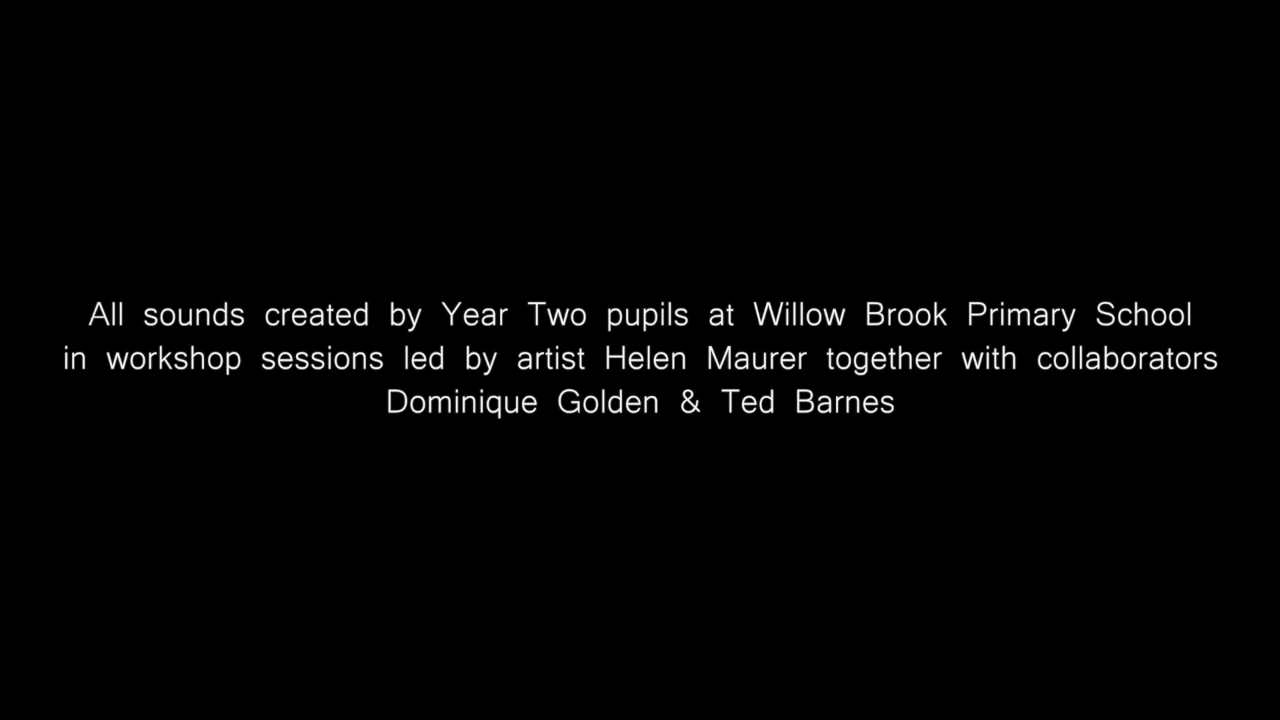 All sounds created by Year Two pupils at Willow Brook Primary School
in workshop sessions led by artist Helen Maurer together with collaborators
Dominique Golden & Ted Barnes